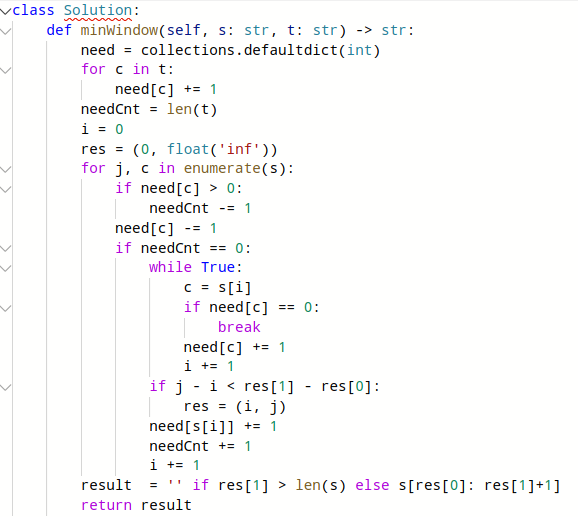 class Solution:
    def minWindow(self, s: str, t: str) -> str:
        need = collections.defaultdict(int)
        for c in t:
            need[c] += 1
        needCnt = len(t)
        i = 0
        res = (0, float('inf'))
        for j, c in enumerate(s):
            if need[c] > 0:
                needCnt -= 1
            need[c] -= 1
            if needCnt == 0:
                while True:
                    c = s[i]
                    if need[c] == 0:
                        break
                    need[c] += 1
                    i += 1
                if j - i < res[1] - res[0]:
                    res = (i, j)
                need[s[i]] += 1
                needCnt += 1
                i += 1
        result  = '' if res[1] > len(s) else s[res[0]: res[1]+1]
        return result